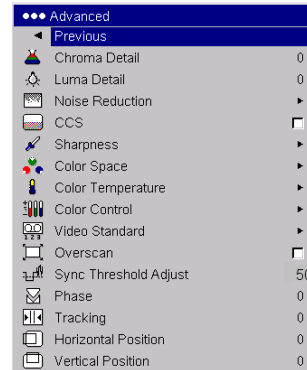 Advanced
Previous
Chroma Detail 0
Luma Detail 0
Noise Reduction
CCS
Sharpness
Color Space
Color Temperature
Color Control
Video Standard
Overscan
Sync Threshold Adjust 50
Phase 0
Tracking 0
Horizontal Position 0
Vertical Position 0